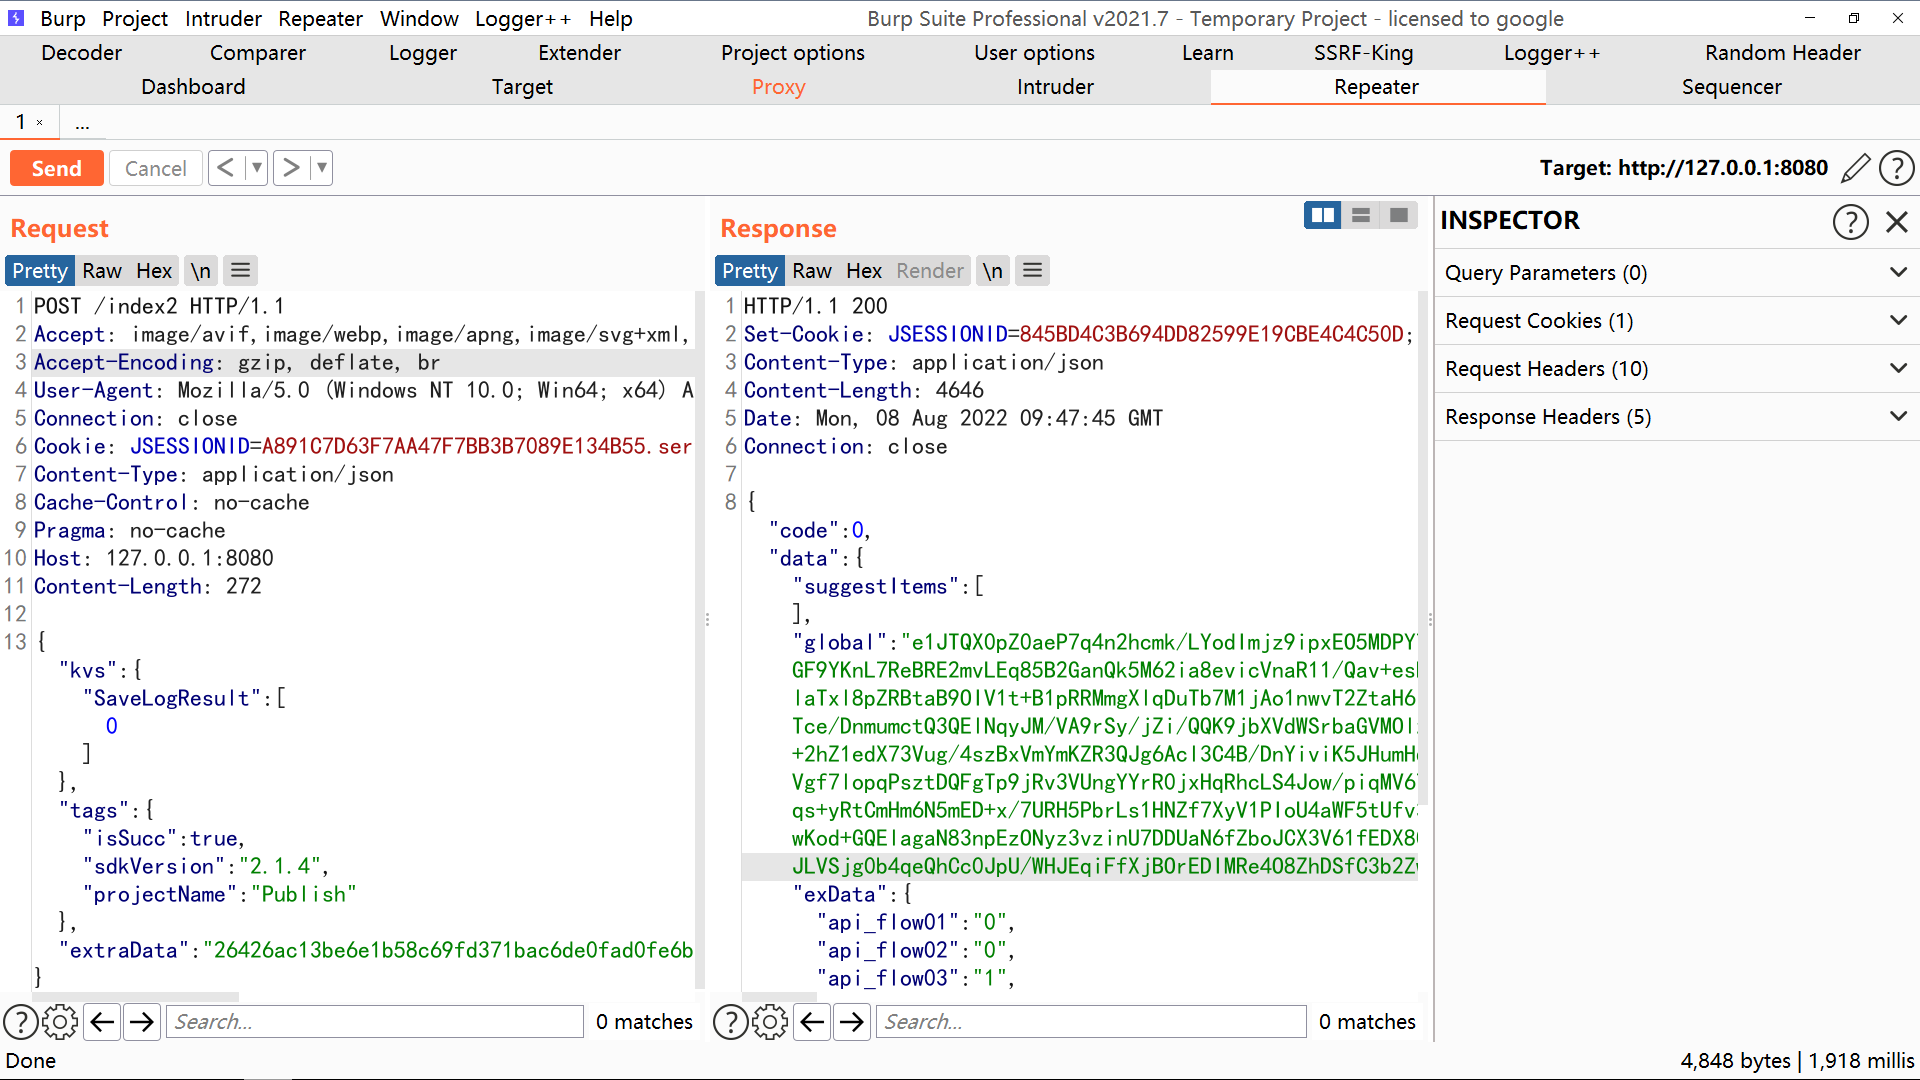 Burp Project Intruder Repeater Window Logger++ Help Burp Suite Professional v2021.7 - Temporary Project - licensed to google
Decoder Comparer Logger Extender Project options User options Learn SSRF-King Logger++ Random Header
Dashboard Target Proxy Intruder Repeater Sequencer
1 × ...
Send Cancel < ▼ > ▼ Target: http://127.0.0.1:8080 ?
Request
Pretty Raw Hex \n
1 POST /index2 HTTP/1.1
2 Accept: image/avif,image/webp,image/apng,image/svg+xml,
3 Accept-Encoding: gzip, deflate, br
4 User-Agent: Mozilla/5.0 (Windows NT 10.0; Win64; x64) A
5 Connection: close
6 Cookie: JSESSIONID=A891C7D63F7AA47F7BB3B7089E134B55.ser
7 Content-Type: application/json
8 Cache-Control: no-cache
9 Pragma: no-cache
10 Host: 127.0.0.1:8080
11 Content-Length: 272
12
13 {
"kvs":{
"SaveLogResult":[
0
]
},
"tags":{
"isSucc":true,
"sdkVersion":"2.1.4",
"projectName":"Publish"
},
"extraData":"26426ac13be6e1b58c69fd371bac6de0fad0fe6b
}
? Search... 0 matches
Response
Pretty Raw Hex Render \n
1 HTTP/1.1 200
2 Set-Cookie: JSESSIONID=845BD4C3B694DD82599E19CBE4C4C50D;
3 Content-Type: application/json
4 Content-Length: 4646
5 Date: Mon, 08 Aug 2022 09:47:45 GMT
6 Connection: close
7
8 {
"code":0,
"data":{
"suggestItems":[
],
"global":"e1JTQX0pZ0aeP7q4n2hcmk/LYodImjz9ipxEO5MDPY
GF9YKnL7ReBRE2mvLEq85B2GanQk5M62ia8evicVnaR11/Qav+es
laTxl8pZRBtaB90IV1t+B1pRRMmgXlqDuTb7M1jAo1nwvT2ZtaH6
Tce/DnmumctQ3QElNqyJM/VA9rSy/jZi/QQK9jbXVdWSrbaGVMOl
+2hZ1edX73Vug/4szBxVmYmKZR3QJg6Acl3C4B/DnYiviK5JHumH
Vgf7lopqPsztDQFgTp9jRv3VUngYYrR0jxHqRhcLS4Jow/piqMV6
qs+yRtCmHm6N5mED+x/7URH5PbrLs1HNZf7XyV1PIoU4aWF5tUfv
wKod+GQElagaN83npEzONyz3vzinU7DDUaN6fZboJCX3V61fEDX8
JLVSjg0b4qeQhCc0JpU/WHJEqiFfXjBOrEDIMRe408ZhDSfC3b2Z
"exData":{
"api_flow01":"0",
"api_flow02":"0",
"api_flow03":"1",
? Search... 0 matches
INSPECTOR ?
Query Parameters (0)
Request Cookies (1)
Request Headers (10)
Response Headers (5)
Done 4,848 bytes | 1,918 millis